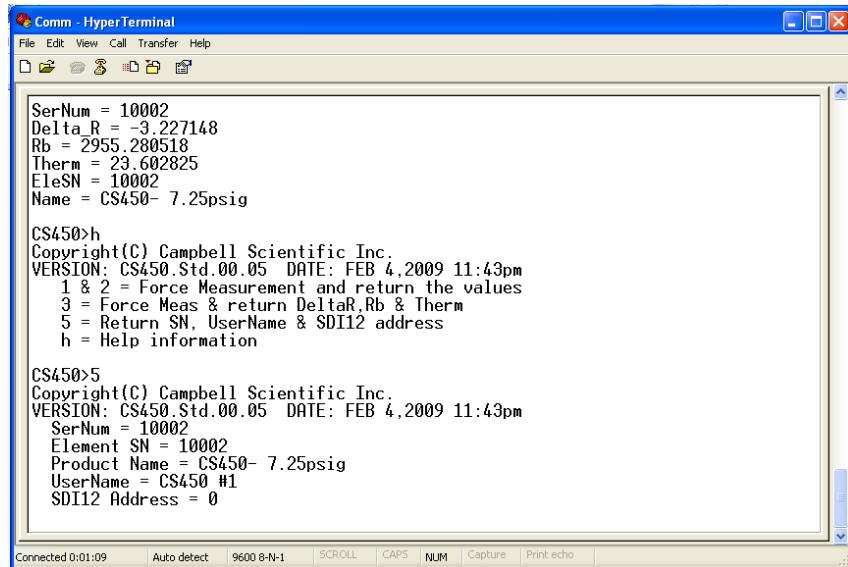 Comm - HyperTerminal
File Edit View Call Transfer Help
SerNum = 10002
Delta_R = -3.227148
Rb = 2955.280518
Therm = 23.602825
EleSN = 10002
Name = CS450- 7.25psig
CS450>h
Copyright(C) Campbell Scientific Inc.
VERSION: CS450.Std.00.05 DATE: FEB 4,2009 11:43pm
1 & 2 = Force Measurement and return the values
3 = Force Meas & return DeltaR,Rb & Therm
5 = Return SN, UserName & SDI12 address
h = Help information
CS450>5
Copyright(C) Campbell Scientific Inc.
VERSION: CS450.Std.00.05 DATE: FEB 4,2009 11:43pm
SerNum = 10002
Element SN = 10002
Product Name = CS450- 7.25psig
UserName = CS450 #1
SDI12 Address = 0
Connected 0:01:09 Auto detect 9600 8-N-1 SCROLL CAPS NUM Capture Print echo